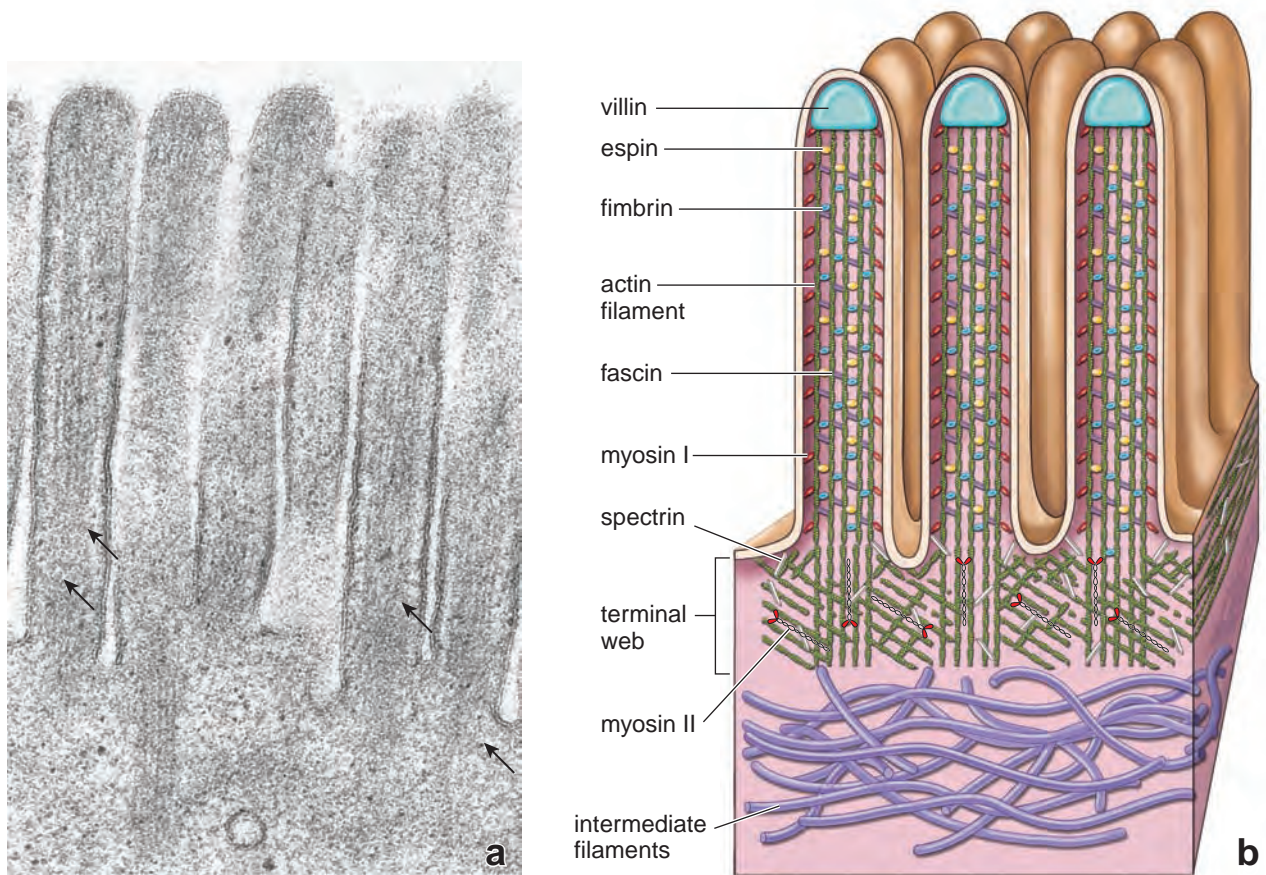 villin
espin
fimbrin
actin
filament
fascin
myosin I
spectrin
terminal
web
myosin II
intermediate
filaments
a
b